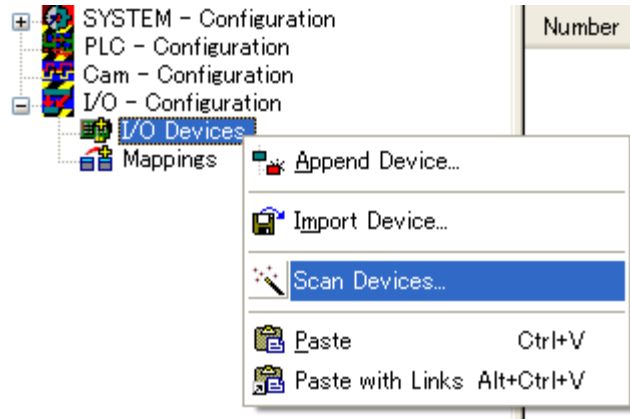 SYSTEM - Configuration
Number
PLC - Configuration
Cam - Configuration
I/O - Configuration
I/O Devices
Mappings
Append Device...
Import Device...
Scan Devices...
Paste Ctrl+V
Paste with Links Alt+Ctrl+V